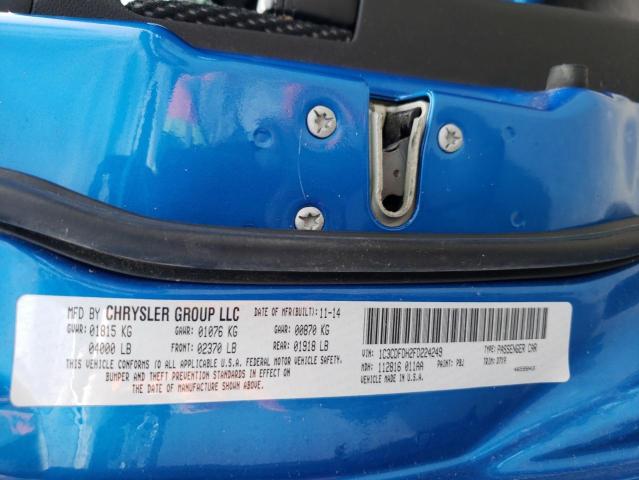 MFD BY CHRYSLER GROUP LLC DATE OF MFR(BUILT): 11-14
GVWR: 01815 KG GAWR: 01076 KG GAWR: 00870 KG
04000 LB FRONT: 02370 LB REAR: 01918 LB
THIS VEHICLE CONFORMS TO ALL APPLICABLE U.S.A. FEDERAL MOTOR VEHICLE SAFETY,
BUMPER AND THEFT PREVENTION STANDARDS IN EFFECT ON
THE DATE OF MANUFACTURE SHOWN ABOVE.
VIN: 1C3CDFDH2FD224249 TYPE: PASSENGER CAR
MDH: 112816 011AA PAINT: PBJ TRIM:
VEHICLE MADE IN U.S.A.